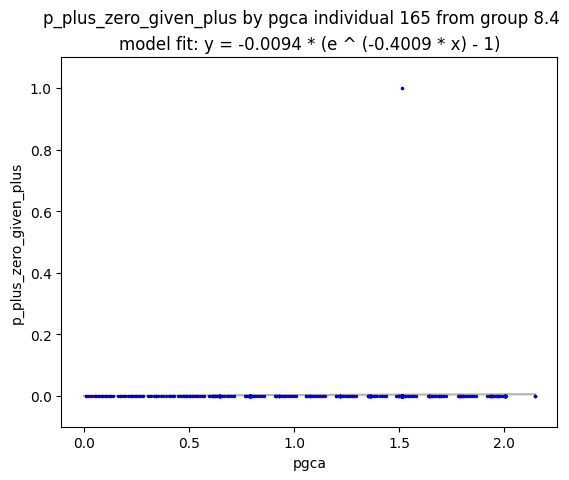 p_plus_zero_given_plus by pgca individual 165 from group 8.4
model fit: y = -0.0094 * (e ^ (-0.4009 * x) - 1)
1.0
0.8
0.6
0.4
0.2
0.0
p_plus_zero_given_plus
0.0 0.5 1.0 1.5 2.0
pgca